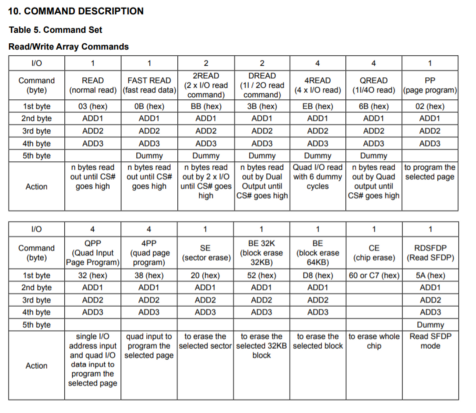 10. COMMAND DESCRIPTION
Table 5. Command Set
Read/Write Array Commands
I/O 1 1 2 2 4 4 1
Command (byte) READ (normal read) FAST READ (fast read data) 2READ (2 x I/O read command) DREAD (1I / 2O read command) 4READ (4 x I/O read) QREAD (1I/4O read) PP (page program)
1st byte 03 (hex) 0B (hex) BB (hex) 3B (hex) EB (hex) 6B (hex) 02 (hex)
2nd byte ADD1 ADD1 ADD1 ADD1 ADD1 ADD1 ADD1
3rd byte ADD2 ADD2 ADD2 ADD2 ADD2 ADD2 ADD2
4th byte ADD3 ADD3 ADD3 ADD3 ADD3 ADD3 ADD3
5th byte Dummy Dummy Dummy Dummy Dummy
Action n bytes read out until CS# goes high n bytes read out until CS# goes high n bytes read out by 2 x I/O until CS# goes high n bytes read out by Dual Output until CS# goes high Quad I/O read with 6 dummy cycles n bytes read out by Quad output until CS# goes high to program the selected page
I/O 4 4 1 1 1 1 1
Command (byte) QPP (Quad Input Page Program) 4PP (quad page program) SE (sector erase) BE 32K (block erase 32KB) BE (block erase 64KB) CE (chip erase) RDSFDP (Read SFDP)
1st byte 32 (hex) 38 (hex) 20 (hex) 52 (hex) D8 (hex) 60 or C7 (hex) 5A (hex)
2nd byte ADD1 ADD1 ADD1 ADD1 ADD1 ADD1
3rd byte ADD2 ADD2 ADD2 ADD2 ADD2 ADD2
4th byte ADD3 ADD3 ADD3 ADD3 ADD3 ADD3
5th byte Dummy
Action single I/O address input and quad I/O data input to program the selected page quad input to program the selected page to erase the selected sector to erase the selected 32KB block to erase the selected block to erase whole chip Read SFDP mode